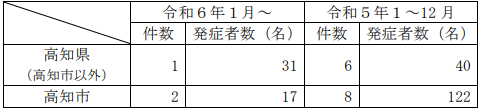 令和６年１月～ 令和５年１～12月
件数 発症者数（名） 件数 発症者数（名）
高知県
（高知市以外） 1 31 6 40
高知市 2 17 8 122